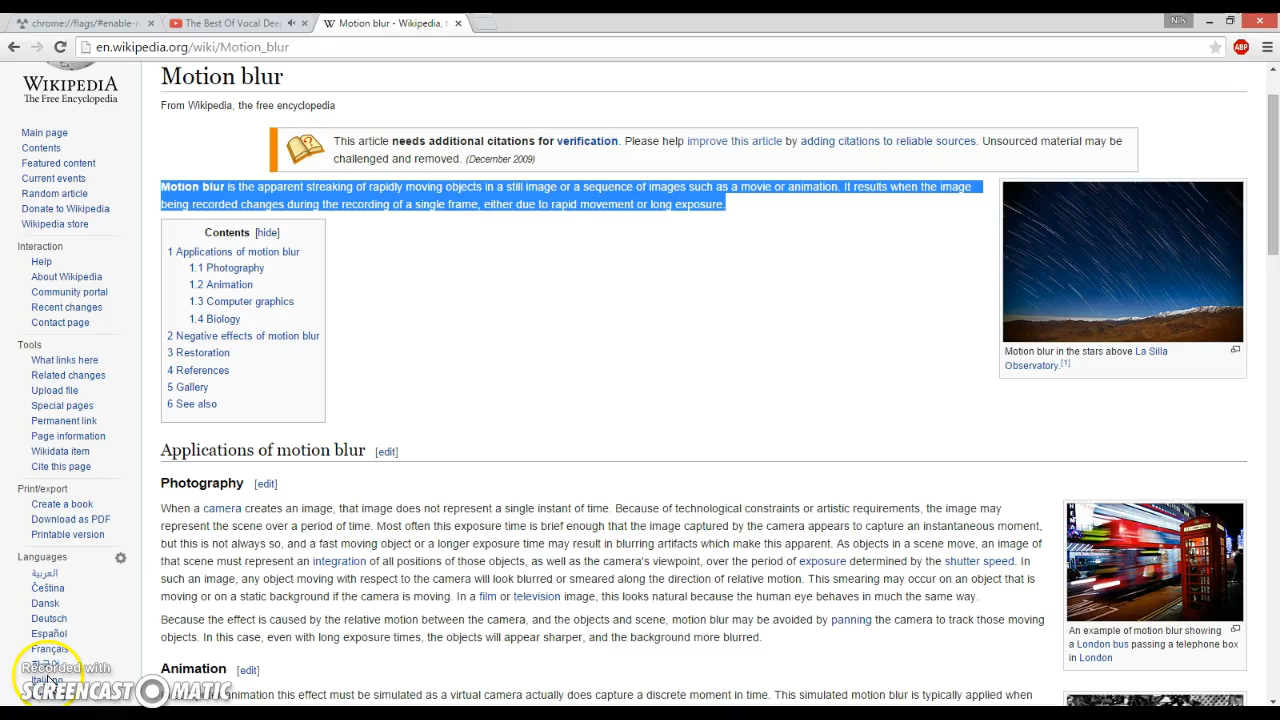 chrome://flags/#enable-n
The Best Of Vocal Dee
Motion blur - Wikipedia, t
Nils
en.wikipedia.org/wiki/Motion_blur
ABP
WIKIPEDIA
The Free Encyclopedia
Main page
Contents
Featured content
Current events
Random article
Donate to Wikipedia
Wikipedia store
Interaction
Help
About Wikipedia
Community portal
Recent changes
Contact page
Tools
What links here
Related changes
Upload file
Special pages
Permanent link
Page information
Wikidata item
Cite this page
Print/export
Create a book
Download as PDF
Printable version
Languages
العربية
Čeština
Dansk
Deutsch
Español
Français
한국어
Italiano
Recorded with
SCREENCAST MATIC
Motion blur
From Wikipedia, the free encyclopedia
This article needs additional citations for verification. Please help improve this article by adding citations to reliable sources. Unsourced material may be
challenged and removed. (December 2009)
Motion blur is the apparent streaking of rapidly moving objects in a still image or a sequence of images such as a movie or animation. It results when the image
being recorded changes during the recording of a single frame, either due to rapid movement or long exposure.
Contents [hide]
1 Applications of motion blur
1.1 Photography
1.2 Animation
1.3 Computer graphics
1.4 Biology
2 Negative effects of motion blur
3 Restoration
4 References
5 Gallery
6 See also
Motion blur in the stars above La Silla
Observatory.[1]
Applications of motion blur [edit]
Photography [edit]
When a camera creates an image, that image does not represent a single instant of time. Because of technological constraints or artistic requirements, the image may
represent the scene over a period of time. Most often this exposure time is brief enough that the image captured by the camera appears to capture an instantaneous moment,
but this is not always so, and a fast moving object or a longer exposure time may result in blurring artifacts which make this apparent. As objects in a scene move, an image of
that scene must represent an integration of all positions of those objects, as well as the camera's viewpoint, over the period of exposure determined by the shutter speed. In
such an image, any object moving with respect to the camera will look blurred or smeared along the direction of relative motion. This smearing may occur on an object that is
moving or on a static background if the camera is moving. In a film or television image, this looks natural because the human eye behaves in much the same way.
Because the effect is caused by the relative motion between the camera, and the objects and scene, motion blur may be avoided by panning the camera to track those moving
objects. In this case, even with long exposure times, the objects will appear sharper, and the background more blurred.
An example of motion blur showing
a London bus passing a telephone box
in London
Animation [edit]
animation this effect must be simulated as a virtual camera actually does capture a discrete moment in time. This simulated motion blur is typically applied when